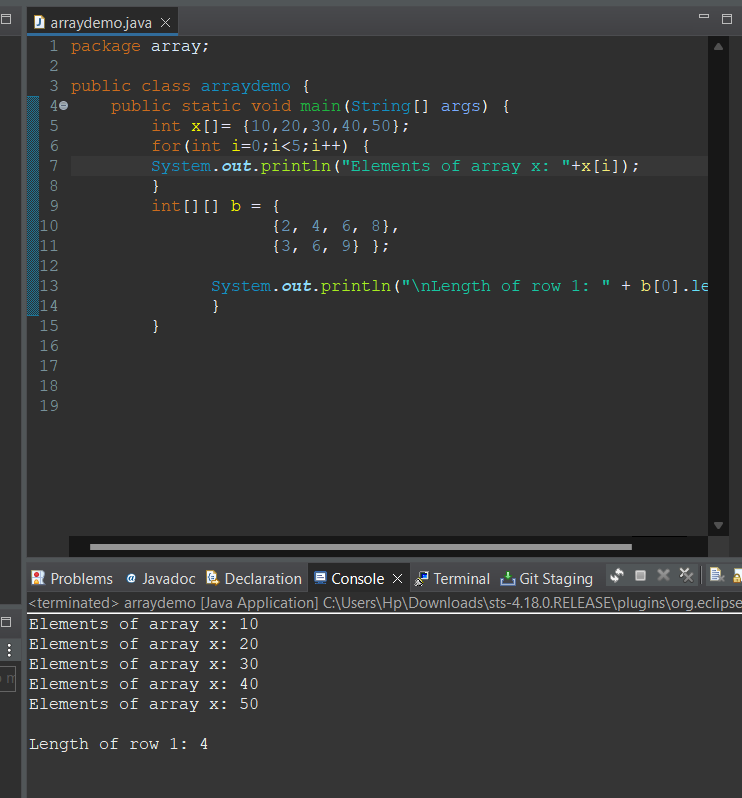 arraydemo.java
1 package array;
2
3 public class arraydemo {
4 public static void main(String[] args) {
5 int x[]= {10,20,30,40,50};
6 for(int i=0;i<5;i++) {
7 System.out.println("Elements of array x: "+x[i]);
8 }
9 int[][] b = {
10 {2, 4, 6, 8},
11 {3, 6, 9} };
12
13 System.out.println("\nLength of row 1: " + b[0].le
14 }
15 }
16
17
18
19
Problems Javadoc Declaration Console Terminal Git Staging
<terminated> arraydemo [Java Application] C:\Users\Hp\Downloads\sts-4.18.0.RELEASE\plugins\org.eclipse
Elements of array x: 10
Elements of array x: 20
Elements of array x: 30
Elements of array x: 40
Elements of array x: 50
Length of row 1: 4